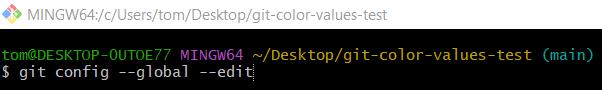 MINGW64:/c/Users/tom/Desktop/git-color-values-test
tom@DESKTOP-OUTOE77 MINGW64 ~/Desktop/git-color-values-test (main)
$ git config --global --edit